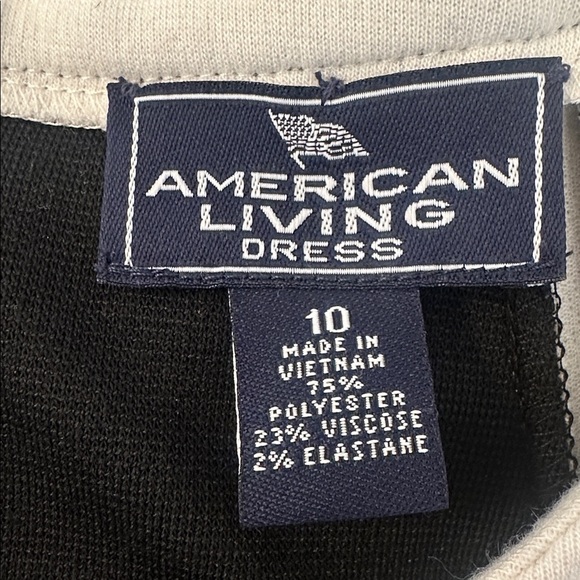 AMERICAN
LIVING
DRESS
10
MADE IN
VIETNAM
75%
POLYESTER
23% VISCOSE
2% ELASTANE